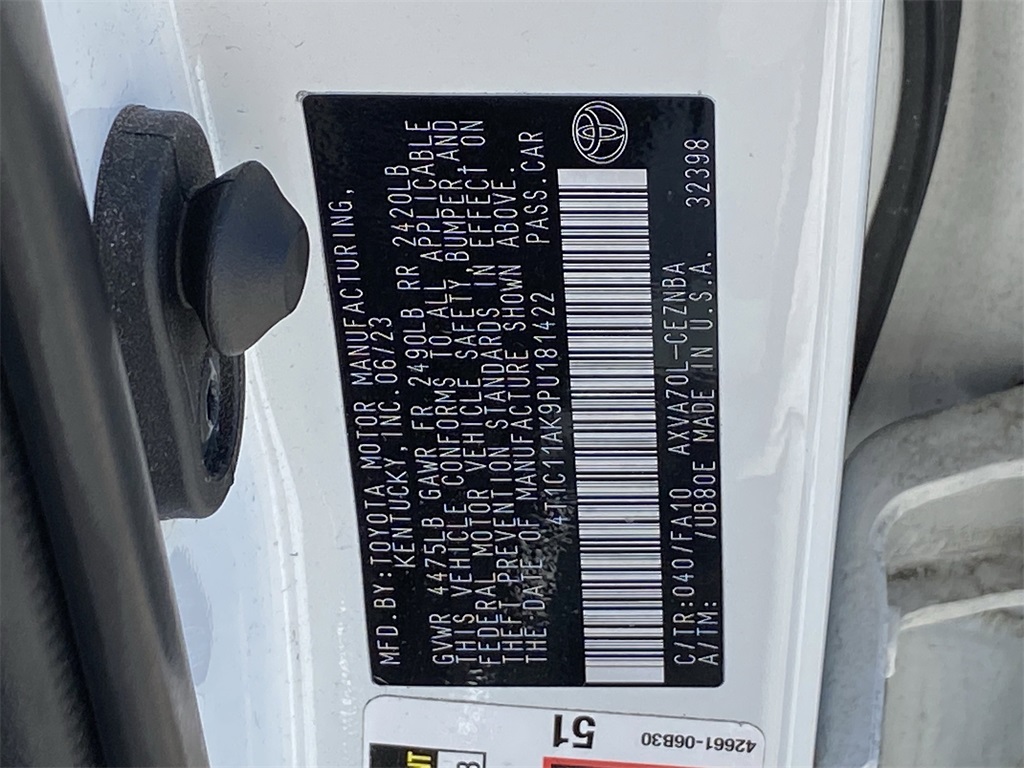 MFD.BY:TOYOTA MOTOR MANUFACTURING,
KENTUCKY, INC.06/23
GVWR 4475LB GAWR FR 2490LB RR 2420LB
THIS VEHICLE CONFORMS TO ALL APPLICABLE
FEDERAL MOTOR VEHICLE SAFETY, BUMPER, AND
THEFT PREVENTION STANDARDS IN EFFECT ON
THE DATE OF MANUFACTURE SHOWN ABOVE.
4T1C11AK9PU181422 PASS.CAR
C/TR:040/FA10 AXVA70L-CEZNBA
A/TM: /UB80E MADE IN U.S.A. 32398
51
42661-06B30